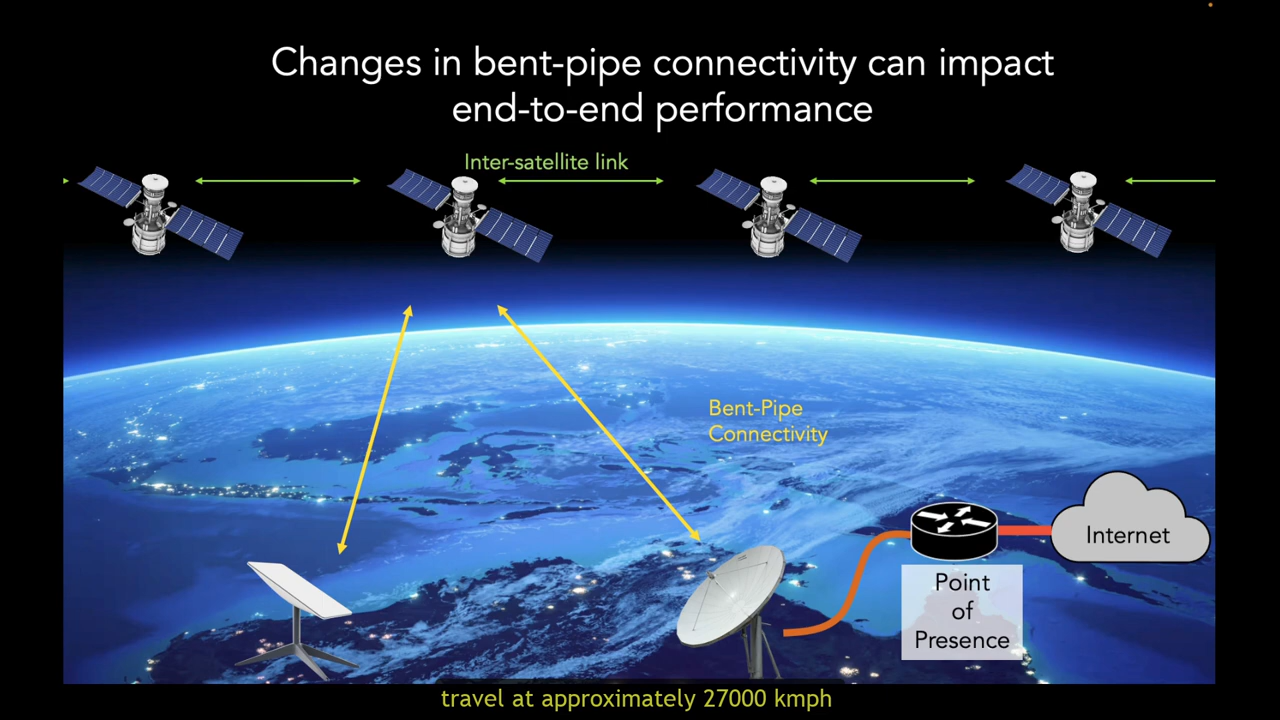 Changes in bent-pipe connectivity can impact
end-to-end performance
Inter-satellite link
Bent-Pipe
Connectivity
Internet
Point
of
Presence
travel at approximately 27000 kmph